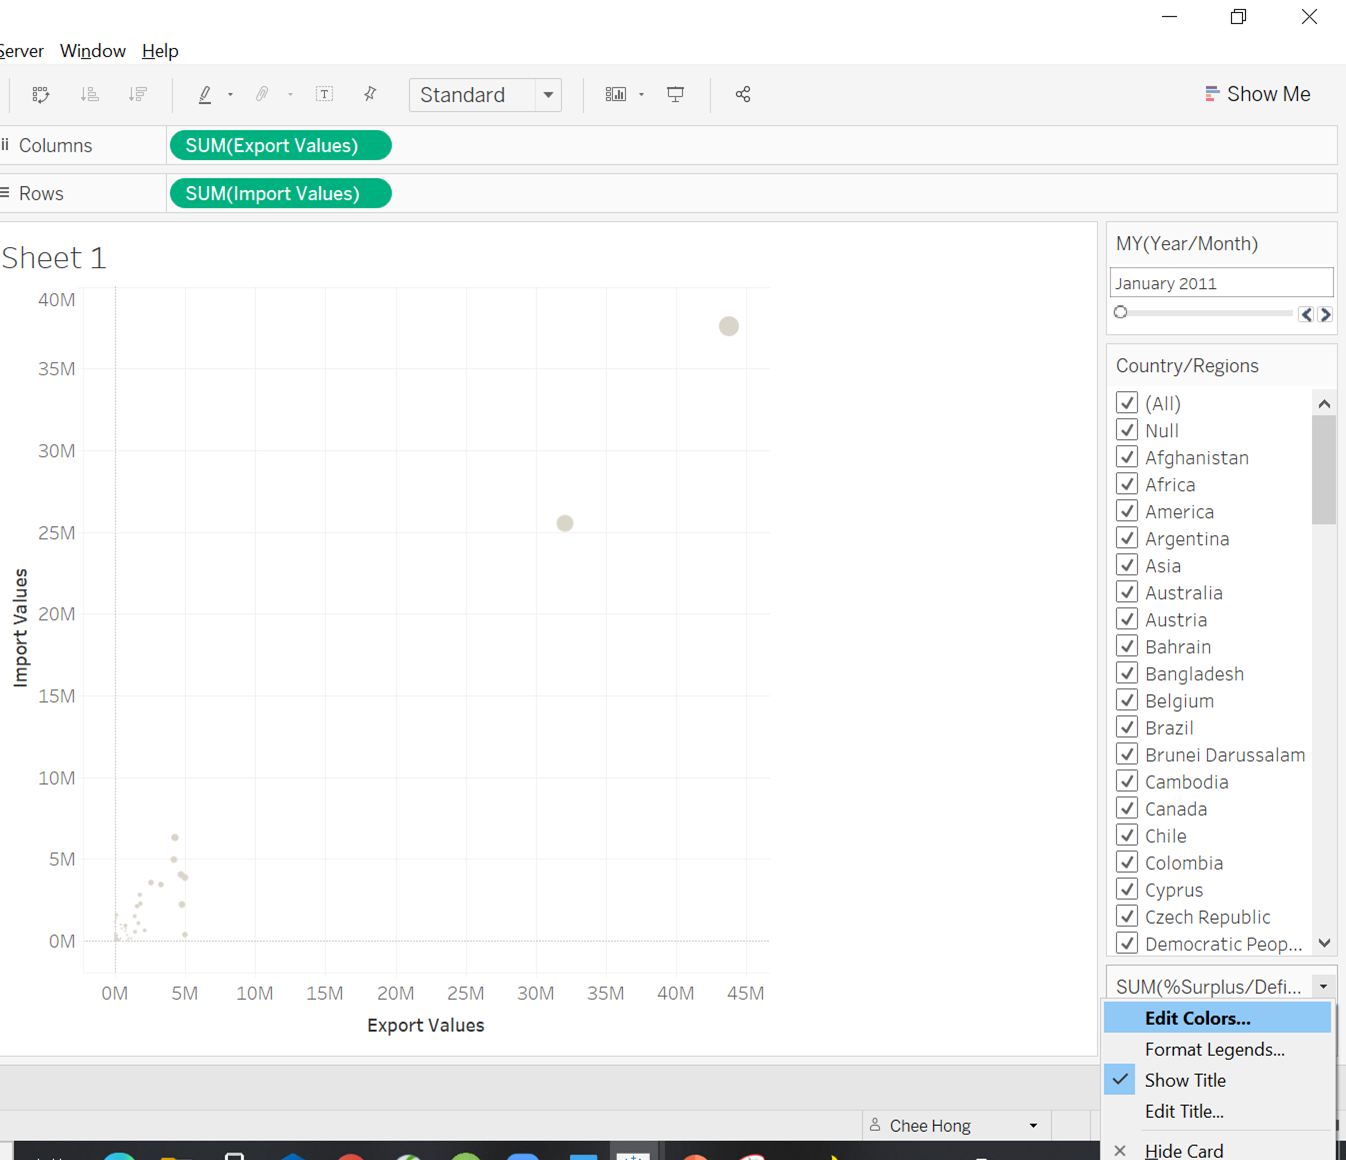 Server Window Help
Standard
Show Me
Columns
SUM(Export Values)
Rows
SUM(Import Values)
Sheet 1
40M
35M
30M
25M
20M
15M
10M
5M
0M
Import Values
0M 5M 10M 15M 20M 25M 30M 35M 40M 45M
Export Values
MY(Year/Month)
January 2011
Country/Regions
(All)
Null
Afghanistan
Africa
America
Argentina
Asia
Australia
Austria
Bahrain
Bangladesh
Belgium
Brazil
Brunei Darussalam
Cambodia
Canada
Chile
Colombia
Cyprus
Czech Republic
Democratic Peop...
SUM(%Surplus/Defi...
Edit Colors...
Format Legends...
Show Title
Edit Title...
Hide Card
Chee Hong